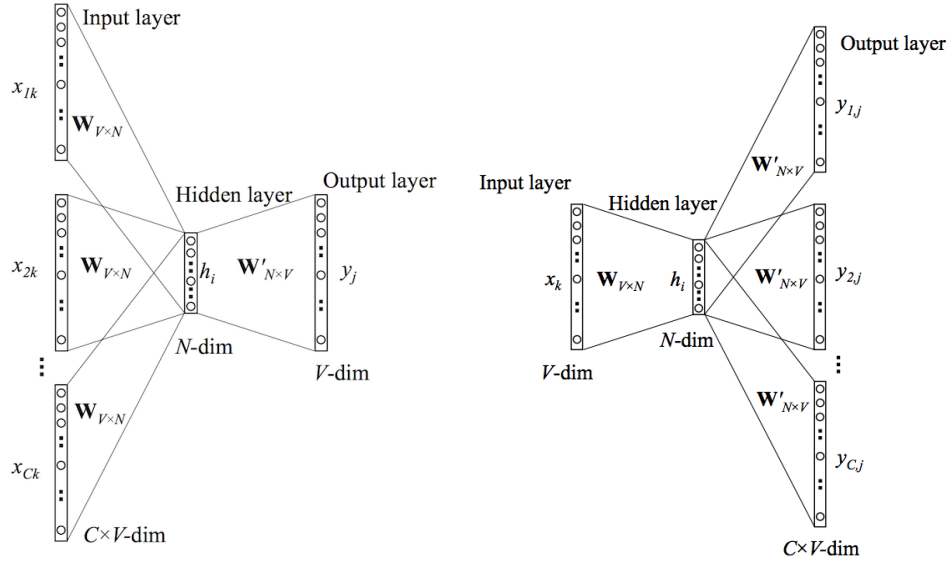 Input layer
x1k
WV×N
Hidden layer
Output layer
x2k
WV×N
hi
W'N×V
yj
N-dim
V-dim
WV×N
xCk
C×V-dim
Output layer
y1,j
W'N×V
Input layer
Hidden layer
xk
WV×N
hi
W'N×V
y2,j
N-dim
V-dim
W'N×V
yC,j
C×V-dim